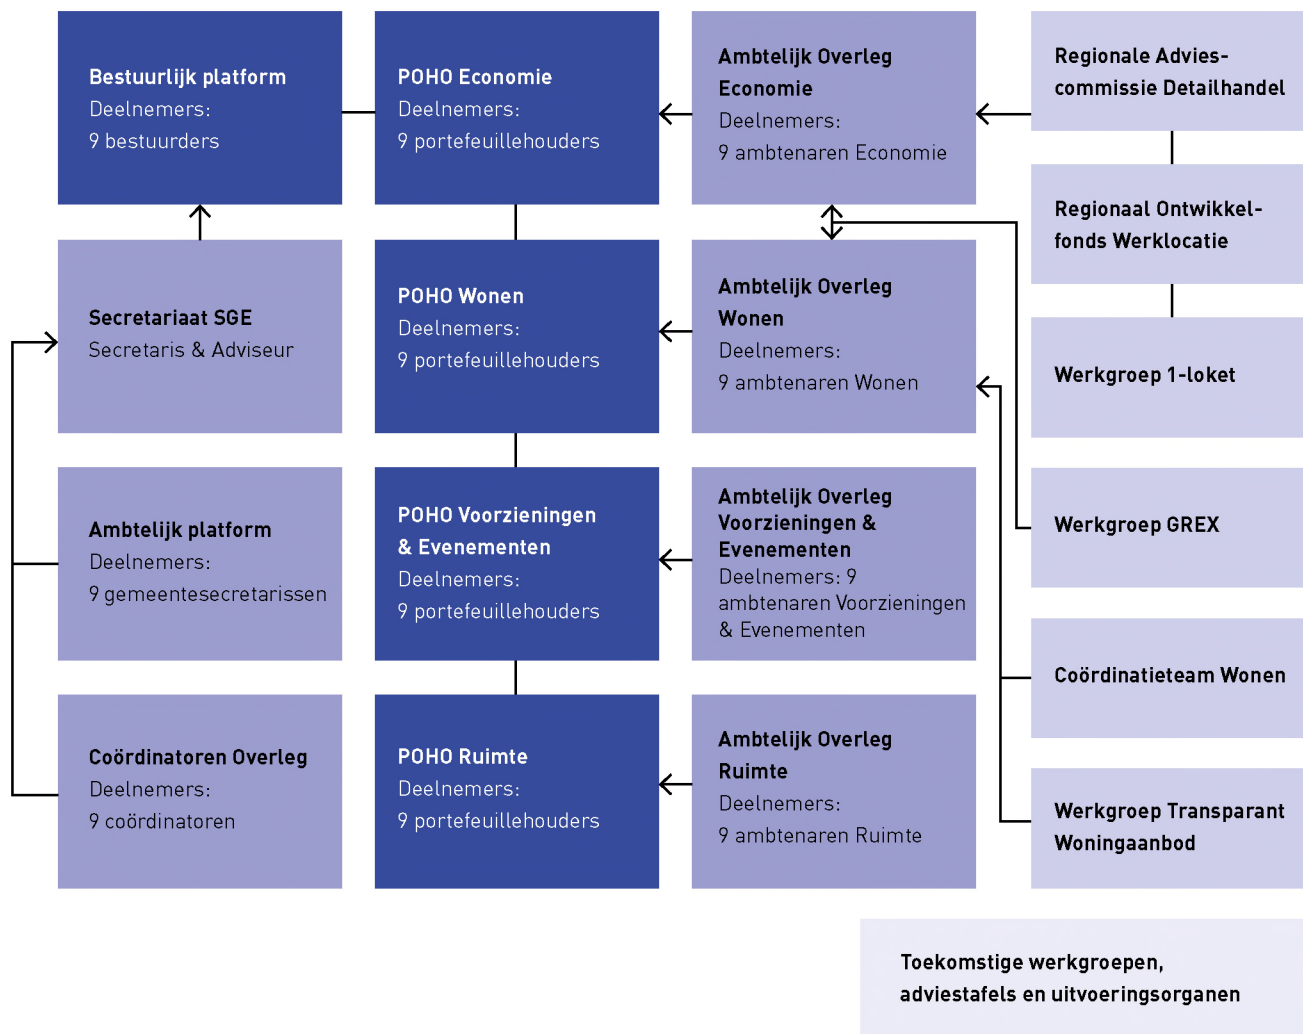 Bestuurlijk platform
Deelnemers:
9 bestuurders
POHO Economie
Deelnemers:
9 portefeuillehouders
Ambtelijk Overleg
Economie
Deelnemers:
9 ambtenaren Economie
Regionale Advies-
commissie Detailhandel
Regionaal Ontwikkel-
fonds Werklocatie
Secretariaat SGE
Secretaris & Adviseur
POHO Wonen
Deelnemers:
9 portefeuillehouders
Ambtelijk Overleg
Wonen
Deelnemers:
9 ambtenaren Wonen
Werkgroep 1-loket
Ambtelijk platform
Deelnemers:
9 gemeentesecretarissen
POHO Voorzieningen
& Evenementen
Deelnemers:
9 portefeuillehouders
Ambtelijk Overleg
Voorzieningen &
Evenementen
Deelnemers: 9
ambtenaren Voorzieningen
& Evenementen
Werkgroep GREX
Coördinatieteam Wonen
Coördinatoren Overleg
Deelnemers:
9 coördinatoren
POHO Ruimte
Deelnemers:
9 portefeuillehouders
Ambtelijk Overleg
Ruimte
Deelnemers:
9 ambtenaren Ruimte
Werkgroep Transparant
Woningaanbod
Toekomstige werkgroepen,
adviestafels en uitvoeringsorganen